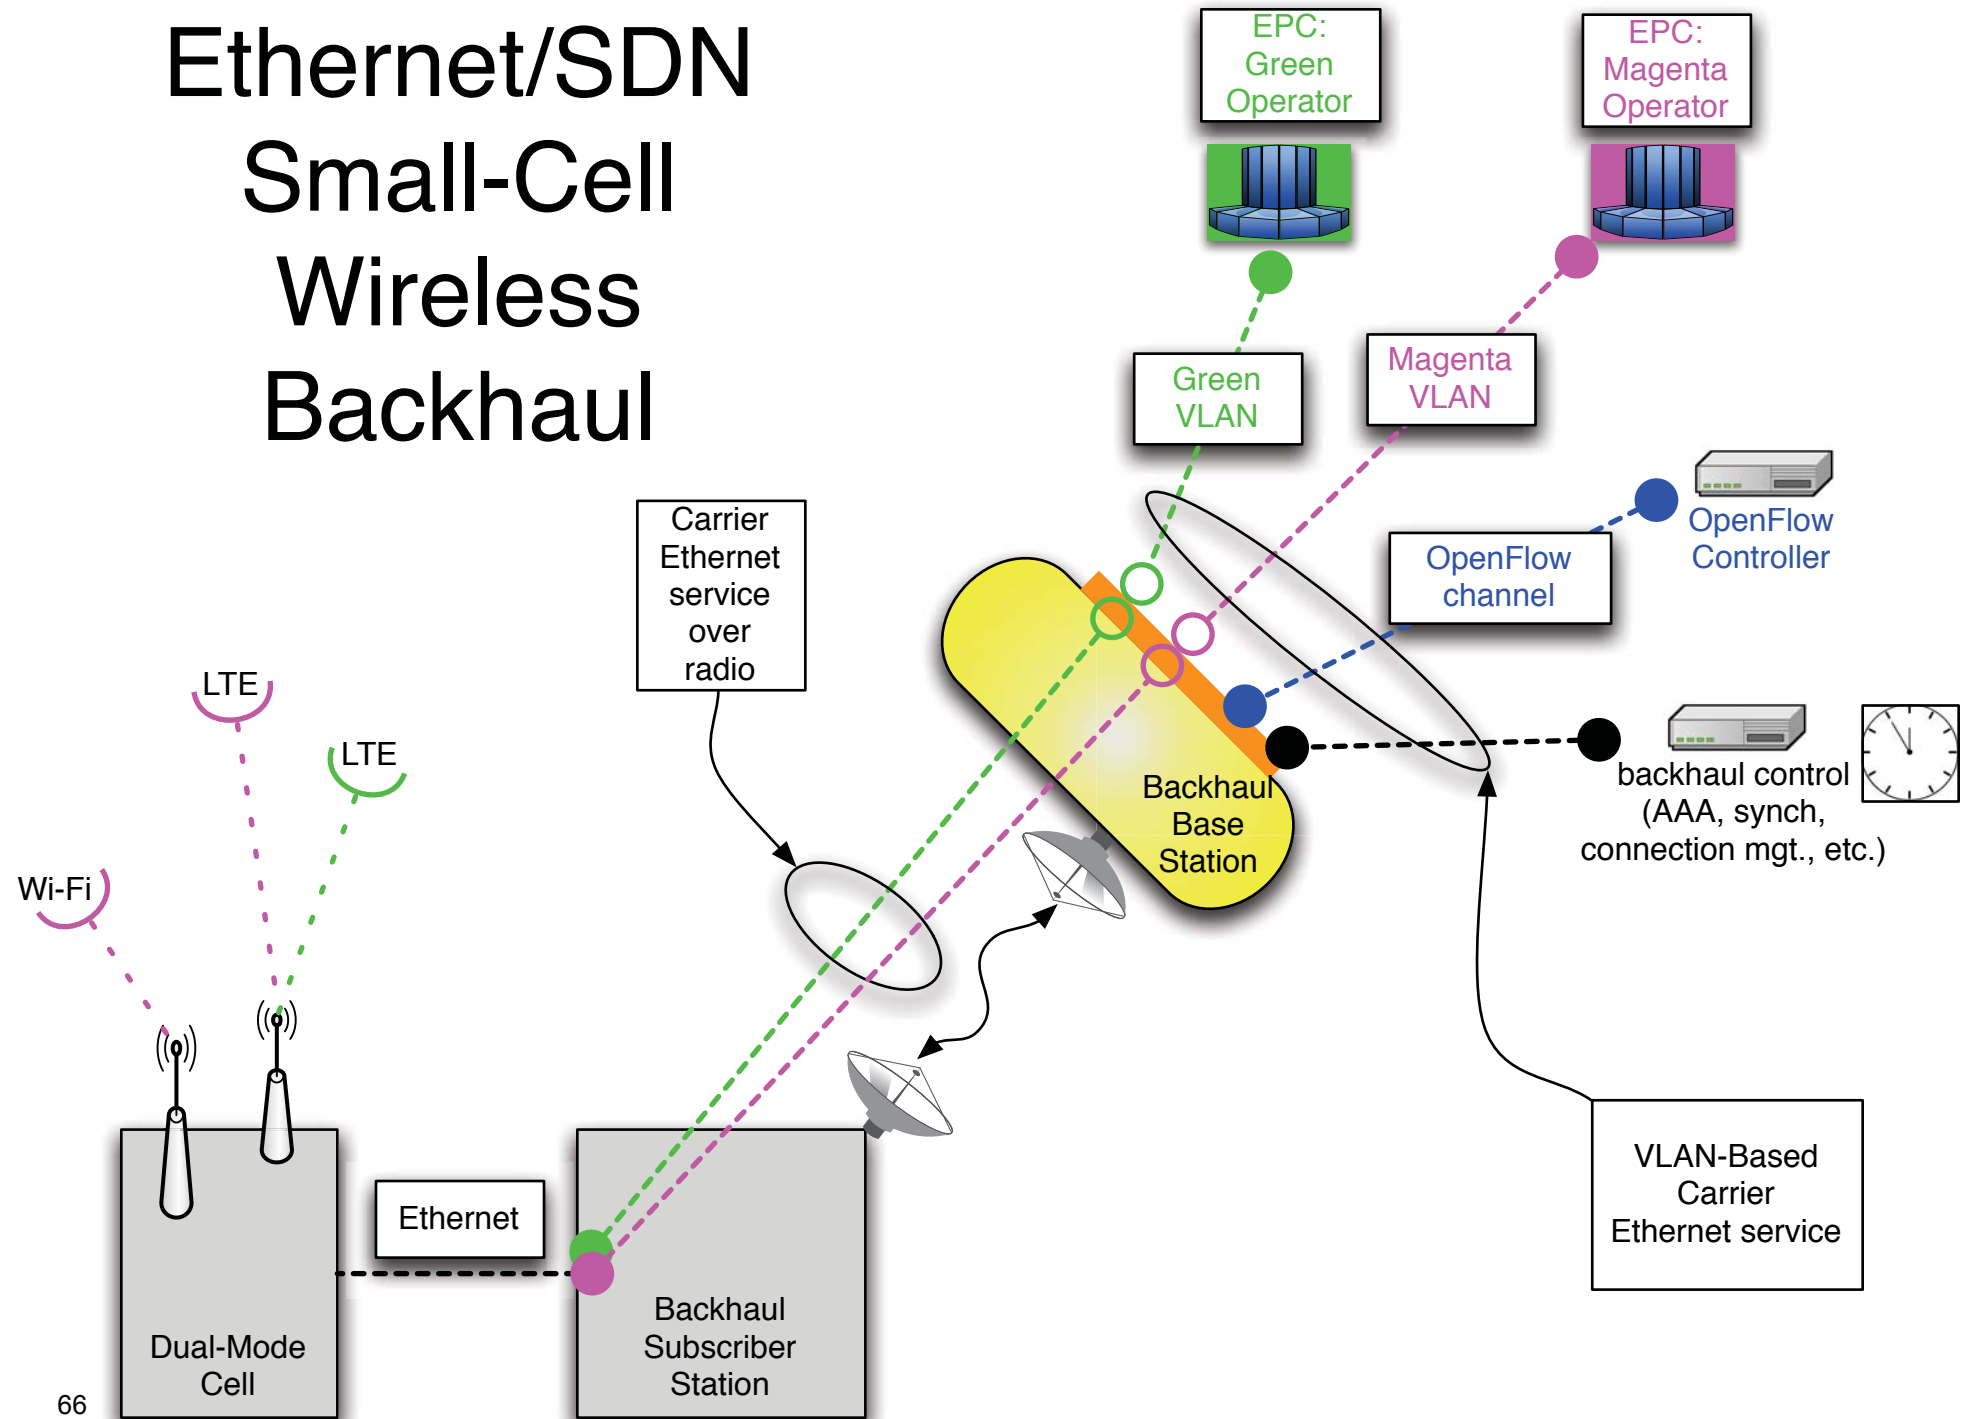 Ethernet/SDN
Small-Cell
Wireless
Backhaul
EPC:
Green
Operator
EPC:
Magenta
Operator
Green
VLAN
Magenta
VLAN
OpenFlow
Controller
OpenFlow
channel
Carrier
Ethernet
service
over
radio
LTE
LTE
Wi-Fi
Backhaul
Base
Station
backhaul control
(AAA, synch,
connection mgt., etc.)
VLAN-Based
Carrier
Ethernet service
Ethernet
Dual-Mode
Cell
Backhaul
Subscriber
Station
66